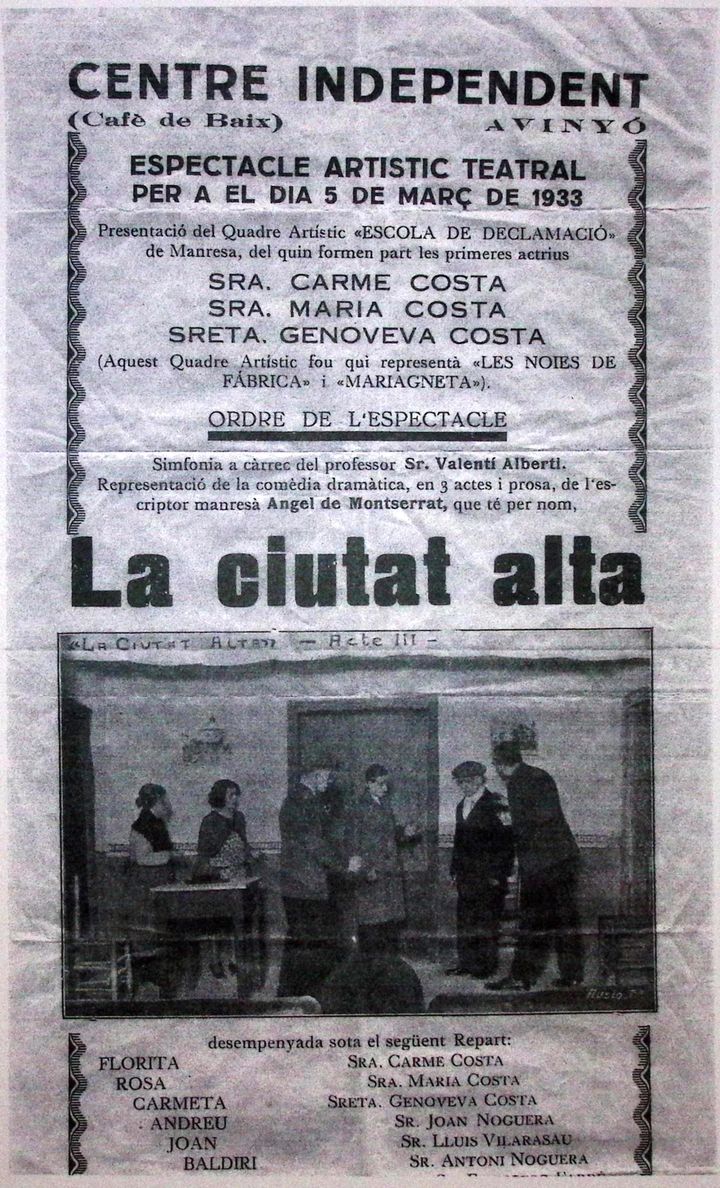 CENTRE INDEPENDENT
(Cafè de Baix) AVINYÓ
ESPECTACLE ARTISTIC TEATRAL
PER A EL DIA 5 DE MARÇ DE 1933
Presentació del Quadre Artístic «ESCOLA DE DECLAMACIÓ»
de Manresa, del quin formen part les primeres actrius
SRA. CARME COSTA
SRA. MARIA COSTA
SRETA. GENOVEVA COSTA
(Aquest Quadre Artístic fou qui representà «LES NOIES DE
FÁBRICA» i «MARIAGNETA»).
ORDRE DE L'ESPECTACLE
Simfonia a càrrec del professor Sr. Valentí Alberti.
Representació de la comèdia dramàtica, en 3 actes i prosa, de l'es-
criptor manresà Angel de Montserrat, que té per nom,
La ciutat alta
«LA CIUTAT ALTA» - Acte III -
desempenyada sota el següent Repart:
FLORITA SRA. CARME COSTA
ROSA SRA. MARIA COSTA
CARMETA SRETA. GENOVEVA COSTA
ANDREU SR. JOAN NOGUERA
JOAN SR. LLUIS VILARASAU
BALDIRI SR. ANTONI NOGUERA